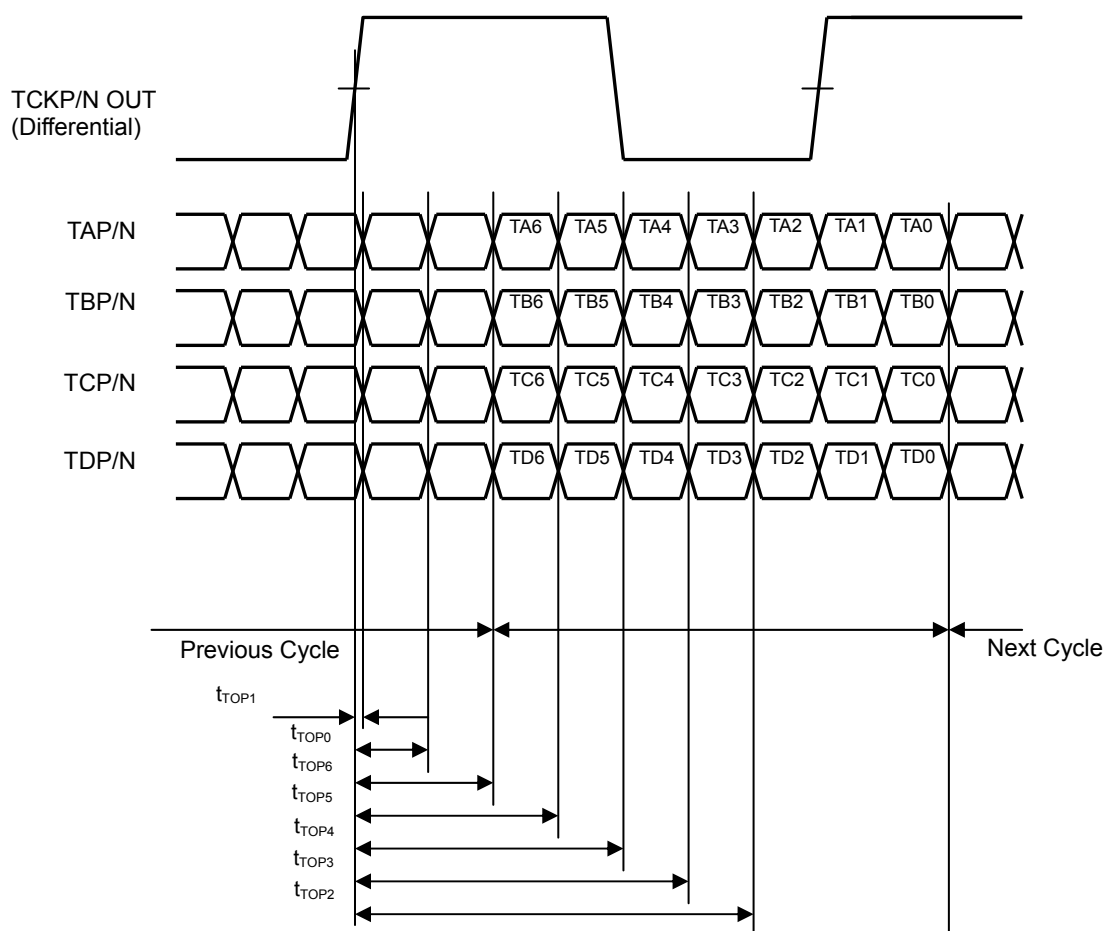 TCKP/N OUT
(Differential)
TAP/N TA6 TA5 TA4 TA3 TA2 TA1 TA0
TBP/N TB6 TB5 TB4 TB3 TB2 TB1 TB0
TCP/N TC6 TC5 TC4 TC3 TC2 TC1 TC0
TDP/N TD6 TD5 TD4 TD3 TD2 TD1 TD0
Previous Cycle Next Cycle
tTOP1
tTOP0
tTOP6
tTOP5
tTOP4
tTOP3
tTOP2